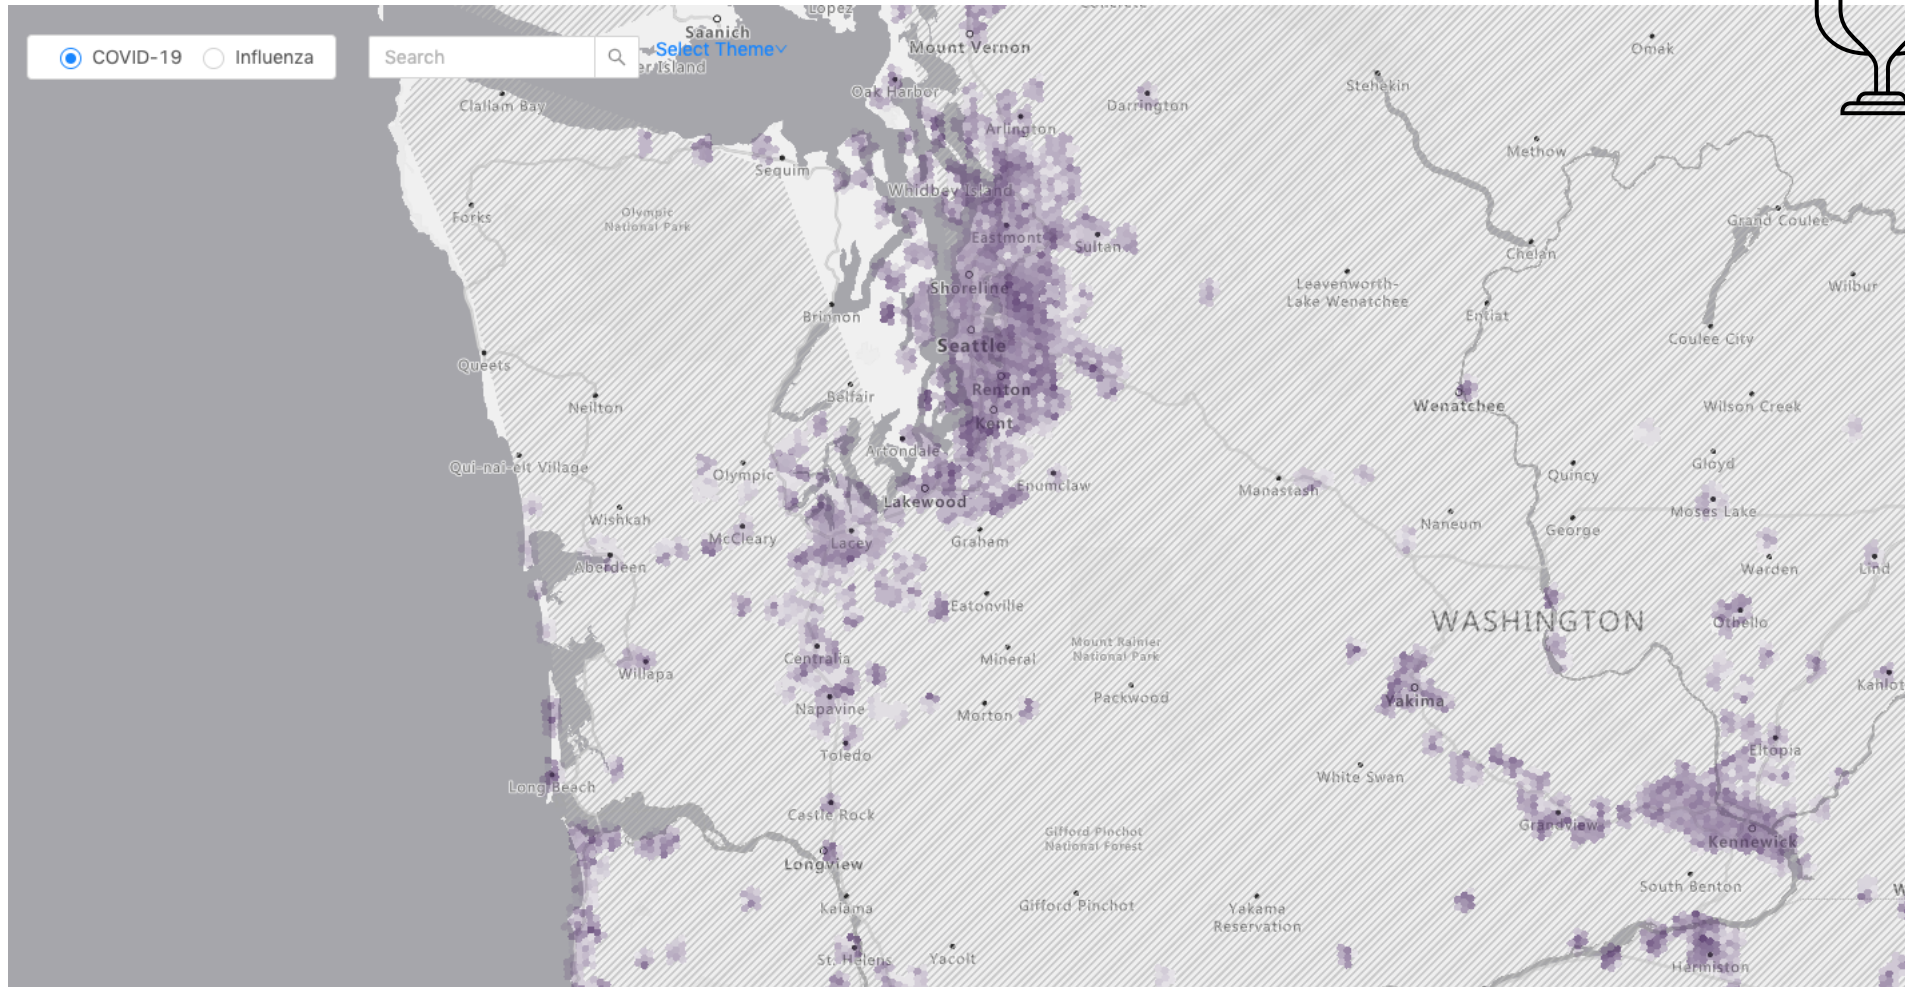 Lopez
Concrete
Saanich
COVID-19
Influenza
Search
Select Theme
er Island
Mount Vernon
Omak
Stehekin
Oak Harbor
Clallam Bay
Darrington
Arlington
Methow
Sequim
Whidbey Island
Forks
Olympic
National Park
Grand Coulee
Eastmont
Sultan
Chelan
Shoreline
Leavenworth-
Lake Wenatchee
Wilbur
Brinnon
Entiat
Seattle
Coulee City
Queets
Renton
Belfair
Neilton
Wenatchee
Wilson Creek
Kent
Artondale
Qui-nai-elt Village
Olympic
Gloyd
Quincy
Enumclaw
Manastash
Lakewood
Moses Lake
Wishkah
Naneum
George
McCleary
Lacey
Graham
Aberdeen
Warden
Lind
Eatonville
WASHINGTON
Othello
Mount Rainier
National Park
Centralia
Mineral
Willapa
Kahlot
Packwood
Yakima
Napavine
Morton
Eltopia
Toledo
White Swan
Long Beach
Castle Rock
Grandview
Gifford Pinchot
National Forest
Kennewick
Longview
South Benton
W
Kalama
Gifford Pinchot
Yakama
Reservation
St. Helens
Yacolt
Hermiston